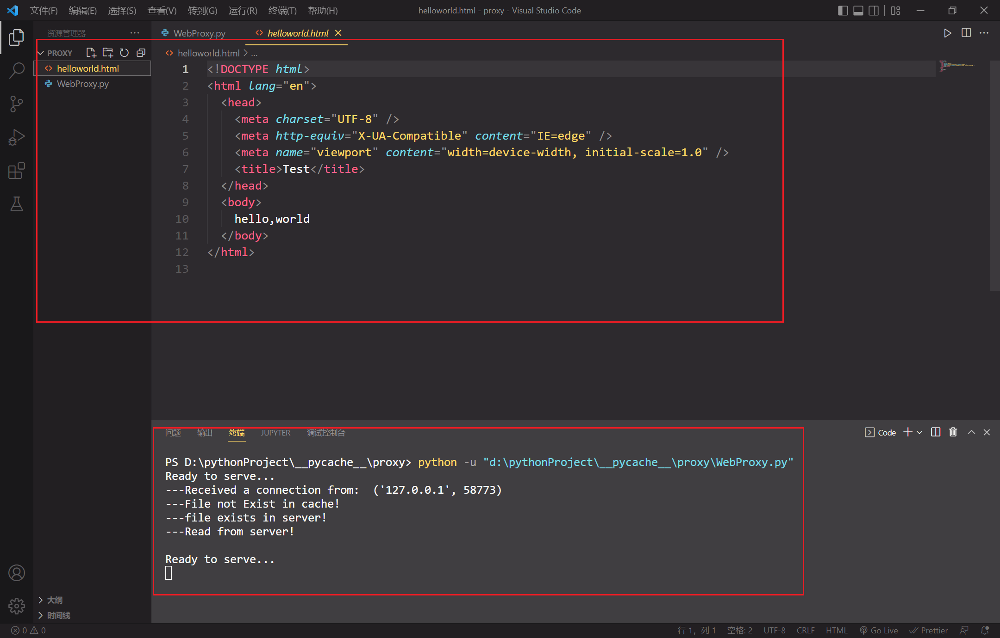 文件(F) 编辑(E) 选择(S) 查看(V) 转到(G) 运行(R) 终端(T) 帮助(H) helloworld.html - proxy - Visual Studio Code
资源管理器
PROXY
helloworld.html
WebProxy.py
WebProxy.py helloworld.html
helloworld.html > ...
1 <!DOCTYPE html>
2 <html lang="en">
3 <head>
4 <meta charset="UTF-8" />
5 <meta http-equiv="X-UA-Compatible" content="IE=edge" />
6 <meta name="viewport" content="width=device-width, initial-scale=1.0" />
7 <title>Test</title>
8 </head>
9 <body>
10 hello,world
11 </body>
12 </html>
13
问题 输出 终端 JUPYTER 调试控制台 Code
PS D:\pythonProject\__pycache__\proxy> python -u "d:\pythonProject\__pycache__\proxy\WebProxy.py"
Ready to serve...
---Received a connection from:  ('127.0.0.1', 58773)
---File not Exist in cache!
---file exists in server!
---Read from server!
Ready to serve...
大纲
时间线
0 0 行 1，列 1 空格: 2 UTF-8 CRLF HTML Go Live Prettier